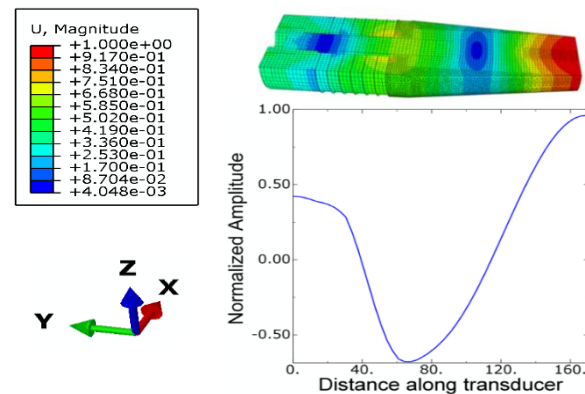 U, Magnitude
+1.000e+00
+9.170e-01
+8.340e-01
+7.510e-01
+6.680e-01
+5.850e-01
+5.020e-01
+4.190e-01
+3.360e-01
+2.530e-01
+1.700e-01
+8.704e-02
+4.048e-03
Z
X
Y
1.00
0.50
0.00
-0.50
Normalized Amplitude
0. 40. 80. 120. 160.
Distance along transducer